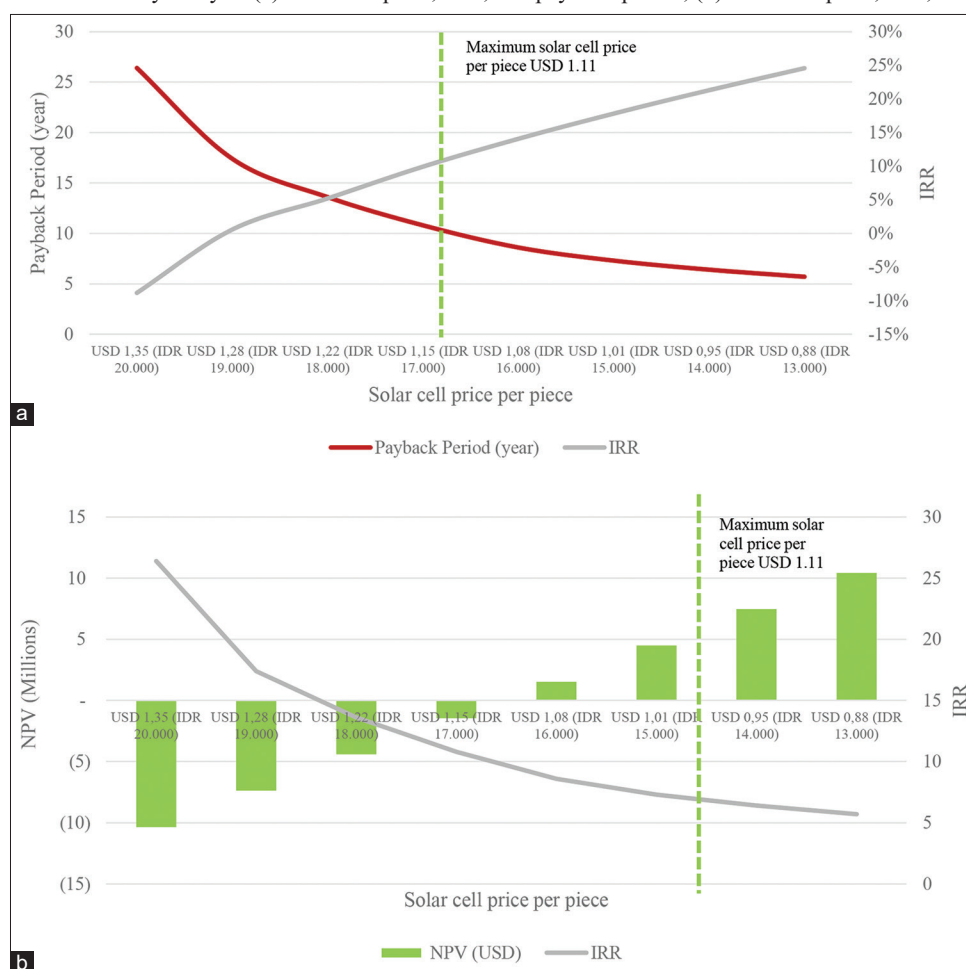 30
25
20
15
10
5
0
Payback Period (year)
Maximum solar cell price
per piece USD 1.11
30%
25%
20%
15%
10%
5%
0%
-5%
-10%
-15%
IRR
USD 1,35 (IDR
20.000)
USD 1,28 (IDR
19.000)
USD 1,22 (IDR
18.000)
USD 1,15 (IDR
17.000)
USD 1,08 (IDR
16.000)
USD 1,01 (IDR
15.000)
USD 0,95 (IDR
14.000)
USD 0,88 (IDR
13.000)
Solar cell price per piece
a
Payback Period (year)
IRR
15
10
5
-
(5)
(10)
(15)
NPV (Millions)
Maximum solar
cell price per
piece USD 1.11
30
25
20
15
10
5
0
IRR
USD 1,35 (IDR
20.000)
USD 1,28 (IDR
19.000)
USD 1,22 (IDR
18.000)
USD 1,15 (IDR
17.000)
USD 1,08 (IDR
16.000)
USD 1,01 (IDR
15.000)
USD 0,95 (IDR
14.000)
USD 0,88 (IDR
13.000)
Solar cell price per piece
NPV (USD)
IRR
b